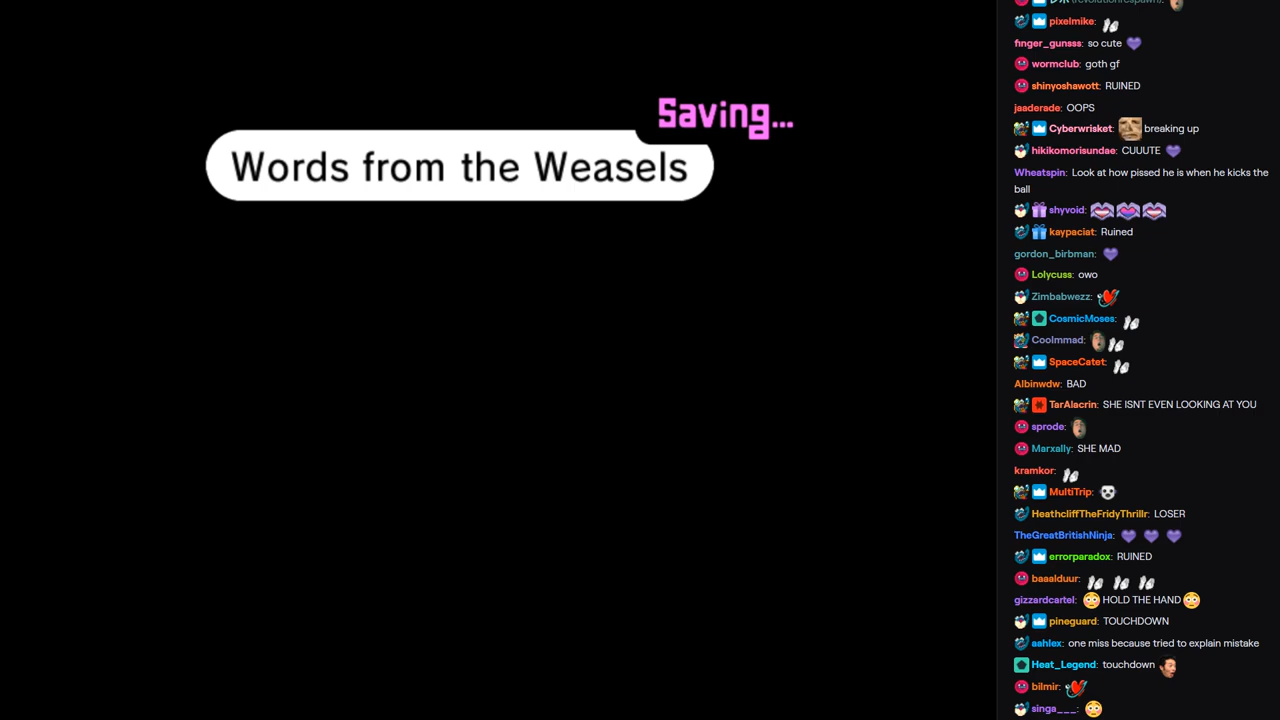 Saving...
Words from the Weasels
pixelmike:
finger_gunsss: so cute
wormclub: goth gf
shinyoshawott: RUINED
jaaderade: OOPS
Cyberwrisket: breaking up
hikikomorisundae: CUUUTE
Wheatspin: Look at how pissed he is when he kicks the
ball
shyvoid:
kaypaciat: Ruined
gordon_birbman:
Lolycuss: owo
Zimbabwezz:
CosmicMoses:
Coolmmad:
SpaceCatet:
Albinwdw: BAD
TarAlacrin: SHE ISNT EVEN LOOKING AT YOU
sprode:
Marxally: SHE MAD
kramkor:
MultiTrip:
HeathcliffTheFridyThrillr: LOSER
TheGreatBritishNinja:
errorparadox: RUINED
baaalduur:
gizzardcartel: HOLD THE HAND
pineguard: TOUCHDOWN
aahlex: one miss because tried to explain mistake
Heat_Legend: touchdown
bilmir:
singa___: